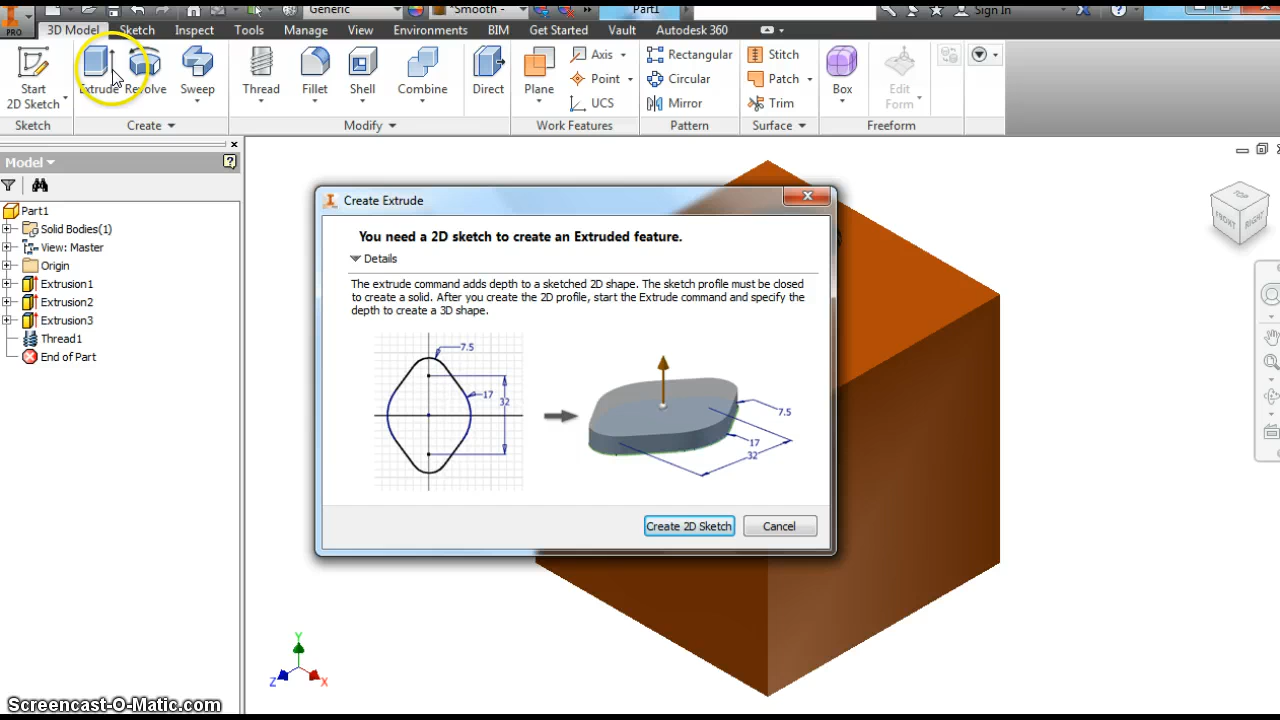 Generic
"Smooth -
Part1
Sign In
PRO
3D Model Sketch Inspect Tools Manage View Environments BIM Get Started Vault Autodesk 360
Start
2D Sketch
Extrude
Revolve
Sweep
Thread
Fillet
Shell
Combine
Direct
Plane
Axis
Point
UCS
Rectangular
Circular
Mirror
Stitch
Patch
Trim
Box
Edit
Form
Sketch Create Modify Work Features Pattern Surface Freeform
Model
Part1
Solid Bodies(1)
View: Master
Origin
Extrusion1
Extrusion2
Extrusion3
Thread1
End of Part
Create Extrude
You need a 2D sketch to create an Extruded feature.
Details
The extrude command adds depth to a sketched 2D shape. The sketch profile must be closed
to create a solid. After you create the 2D profile, start the Extrude command and specify the
depth to create a 3D shape.
7.5
17
32
7.5
17
32
Create 2D Sketch
Cancel
TOP
FRONT
RIGHT
Y
Z
X
Screencast-O-Matic.com